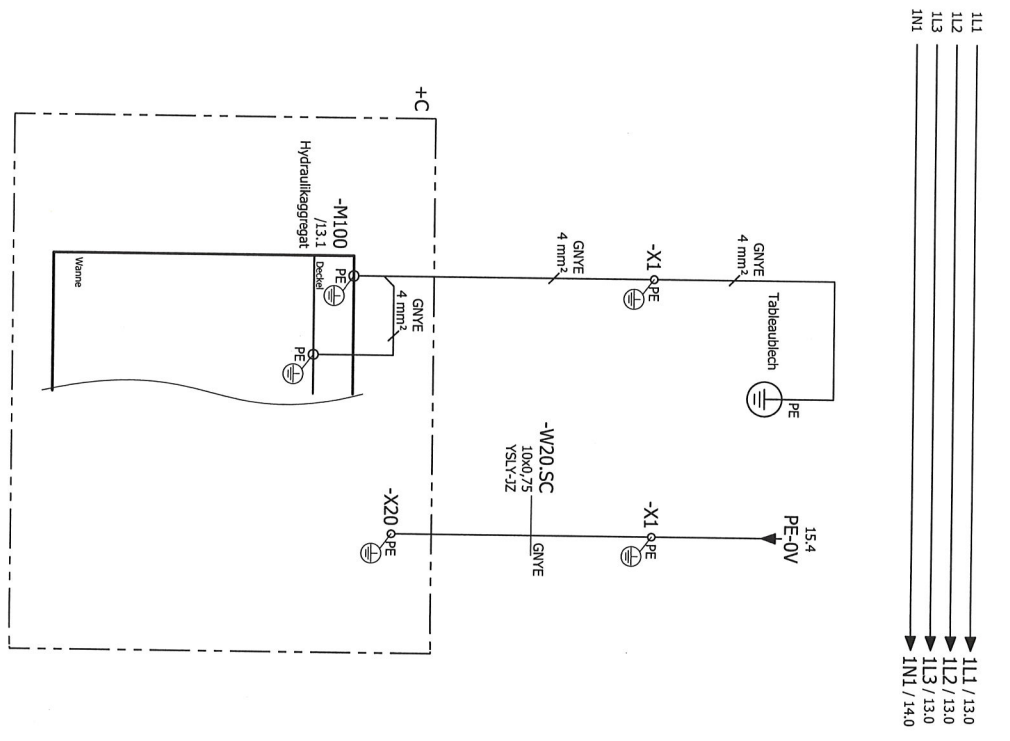 1L1
1L2
1L3
1N1
1L1 / 13.0
1L2 / 13.0
1L3 / 13.0
1N1 / 14.0
GNYE
4 mm²
Tableaublech
PE
-X1
PE
GNYE
4 mm²
+C
-M100
/13.1
Hydraulikaggregat
PE
Deckel
Wanne
GNYE
4 mm²
PE
15.4
PE-0V
-X1
PE
-W20.SC
10x0,75
YSLY-JZ
GNYE
-X20
PE